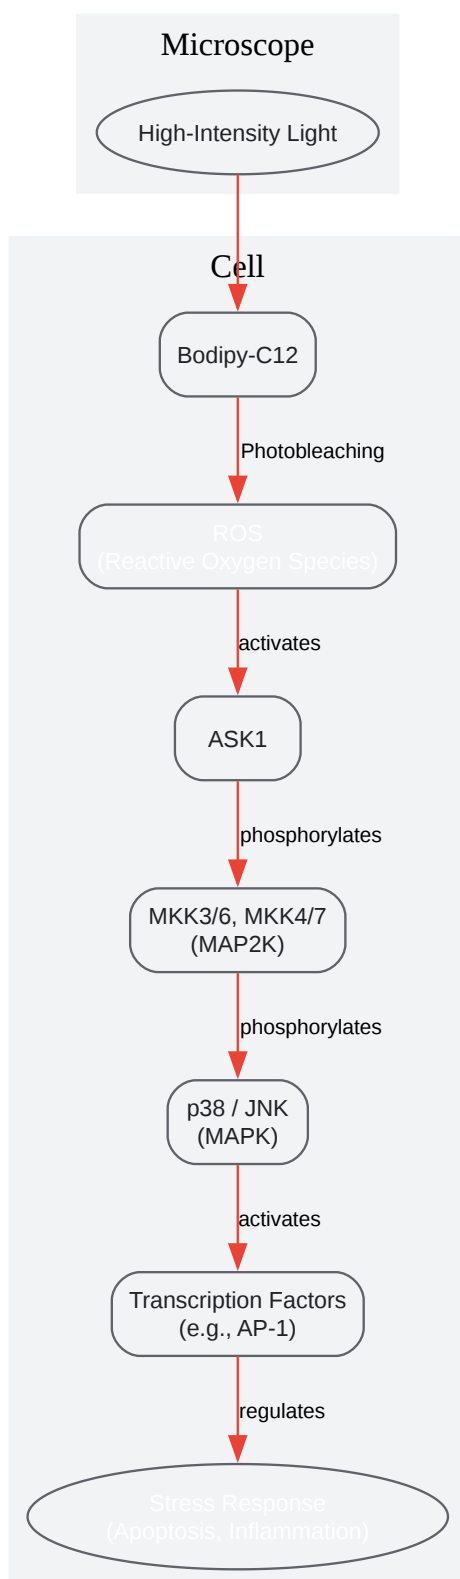 Microscope
High-Intensity Light
Cell
Bodipy-C12
Photobleaching
ROS
(Reactive Oxygen Species)
activates
ASK1
phosphorylates
MKK3/6, MKK4/7
(MAP2K)
phosphorylates
p38 / JNK
(MAPK)
activates
Transcription Factors
(e.g., AP-1)
regulates
Stress Response
(Apoptosis, Inflammation)